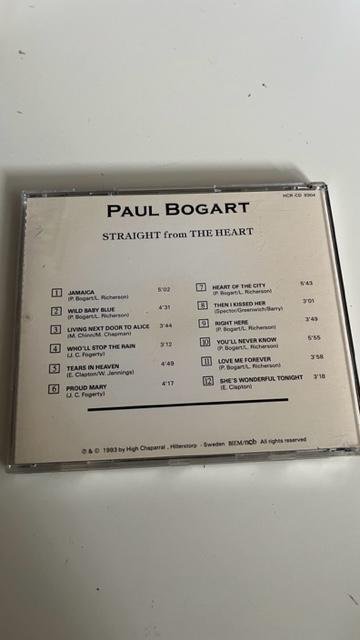 HCR CD 9304
PAUL BOGART
STRAIGHT from THE HEART
1 JAMAICA 5'02
(P. Bogart/L. Richerson)
2 WILD BABY BLUE 4'31
(P. Bogart/L. Richerson)
3 LIVING NEXT DOOR TO ALICE 3'44
(M. Chinn/M. Chapman)
4 WHO'LL STOP THE RAIN 3'12
(J. C. Fogerty)
5 TEARS IN HEAVEN 4'49
(E. Clapton/W. Jennings)
6 PROUD MARY 4'17
(J. C. Fogerty)
7 HEART OF THE CITY 5'43
(P. Bogart/L. Richerson)
8 THEN I KISSED HER 3'01
(Spector/Greenwich/Barry)
9 RIGHT HERE 3'49
(P. Bogart/L. Richerson)
10 YOU'LL NEVER KNOW 5'55
(P. Bogart/L. Richerson)
11 LOVE ME FOREVER 3'58
(P. Bogart/L. Richerson)
12 SHE'S WONDERFUL TONIGHT 3'18
(E. Clapton)
℗ & © 1993 by High Chaparral , Hillerstorp - Sweden BIEM/ncb All rights reserved